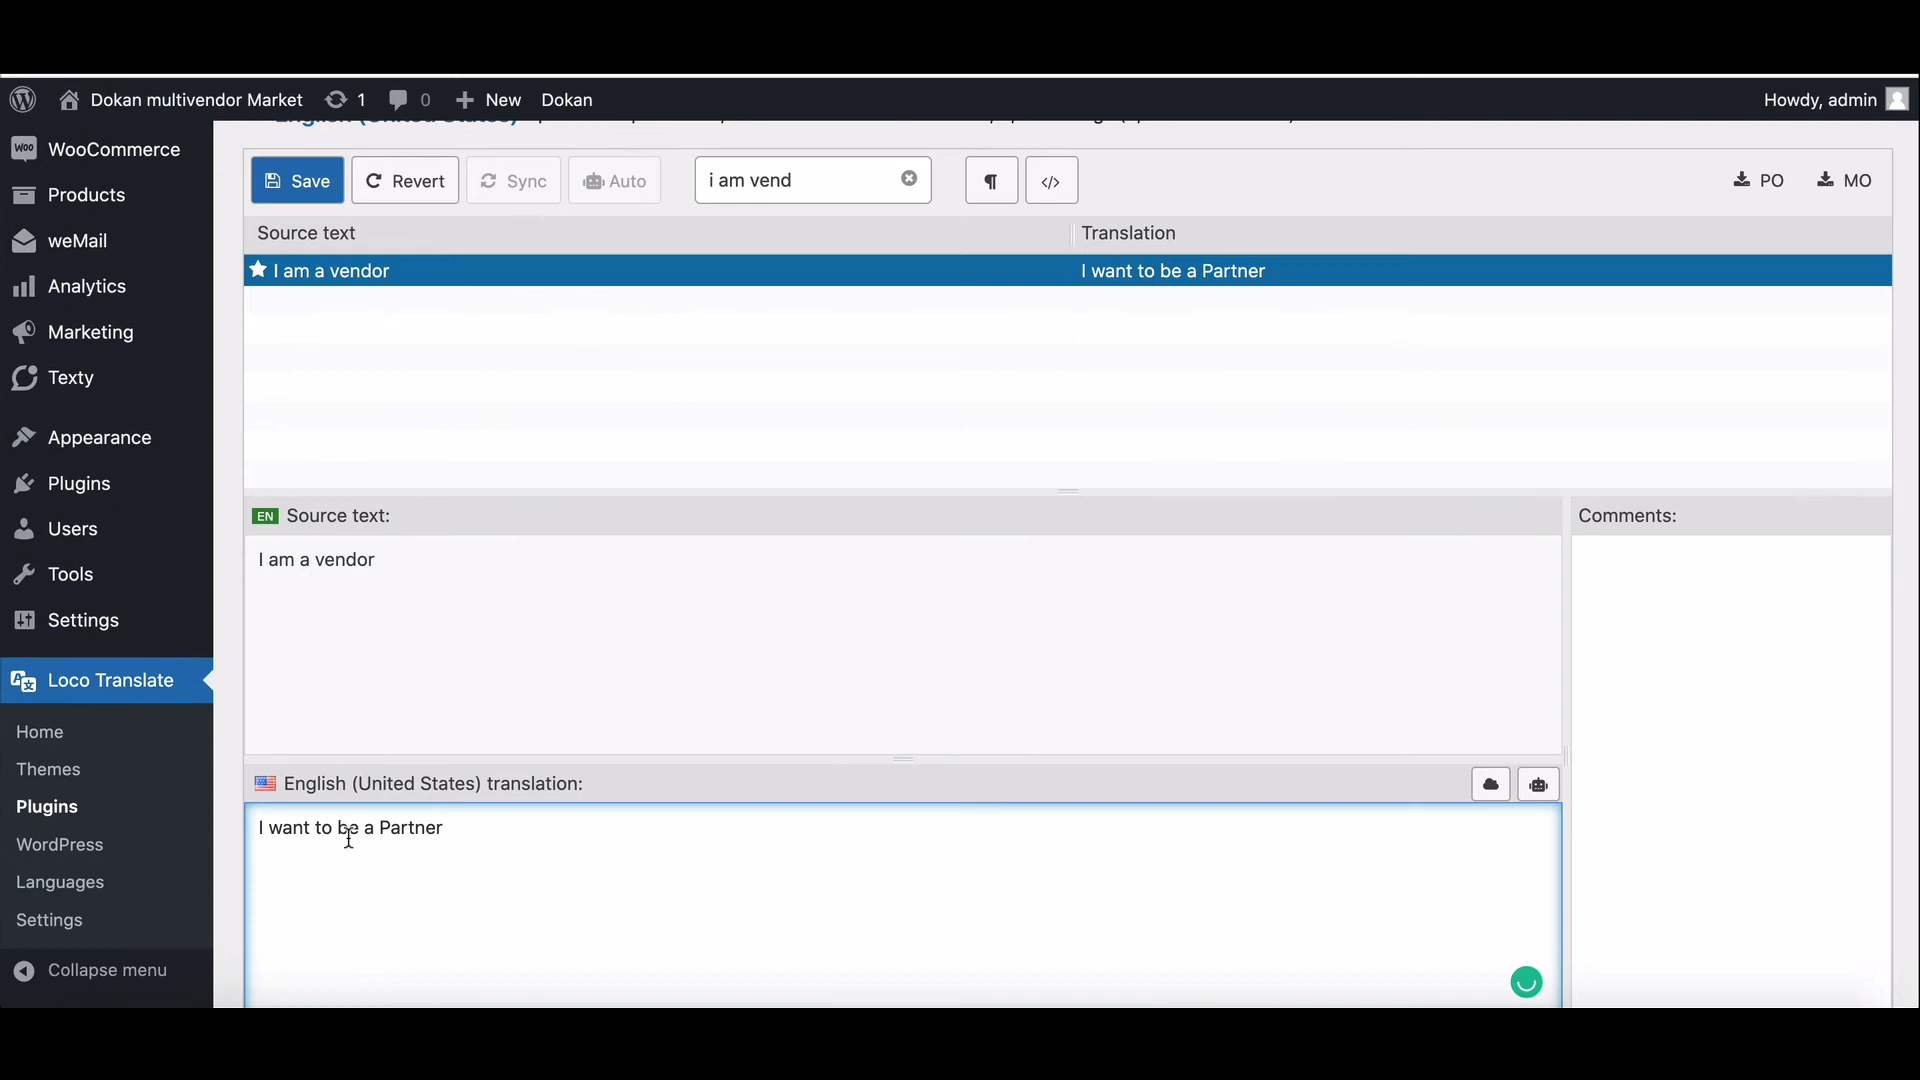 Dokan multivendor Market 1 0 New Dokan Howdy, admin
English (United States)
WooCommerce
Products
weMail
Analytics
Marketing
Texty
Appearance
Plugins
Users
Tools
Settings
Loco Translate
Home
Themes
Plugins
WordPress
Languages
Settings
Collapse menu
Save Revert Sync Auto i am vend ¶ </> PO MO
Source text Translation
I am a vendor I want to be a Partner
EN Source text: Comments:
I am a vendor
English (United States) translation:
I want to be a Partner